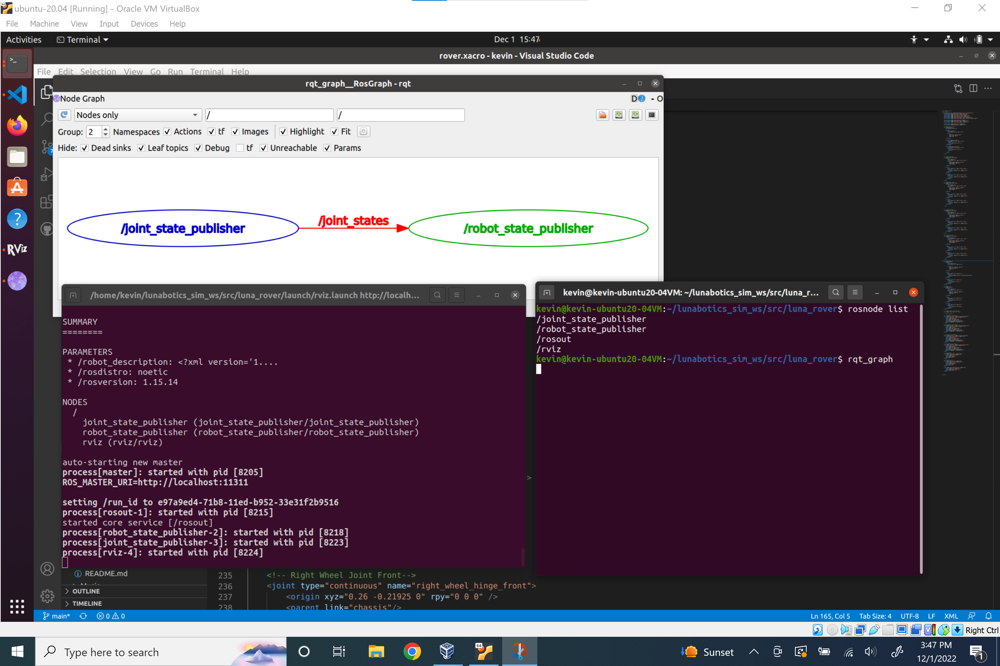 ubuntu-20.04 [Running] - Oracle VM VirtualBox
File Machine View Input Devices Help
Activities Terminal Dec 1 15:47
rover.xacro - kevin - Visual Studio Code
File Edit Selection View Go Run Terminal Help
rqt_graph__RosGraph - rqt
Node Graph D - O
Nodes only / /
Group: 2 Namespaces Actions tf Images Highlight Fit
Hide: Dead sinks Leaf topics Debug tf Unreachable Params
/joint_state_publisher /joint_states /robot_state_publisher
RViz
/home/kevin/lunabotics_sim_ws/src/luna_rover/launch/rviz.launch http://localh...
SUMMARY
========
PARAMETERS
* /robot_description: <?xml version='1....
* /rosdistro: noetic
* /rosversion: 1.15.14
NODES
/
joint_state_publisher (joint_state_publisher/joint_state_publisher)
robot_state_publisher (robot_state_publisher/robot_state_publisher)
rviz (rviz/rviz)
auto-starting new master
process[master]: started with pid [8205]
ROS_MASTER_URI=http://localhost:11311
setting /run_id to e97a9ed4-71b8-11ed-b952-33e31f2b9516
process[rosout-1]: started with pid [8215]
started core service [/rosout]
process[robot_state_publisher-2]: started with pid [8218]
process[joint_state_publisher-3]: started with pid [8223]
process[rviz-4]: started with pid [8224]
kevin@kevin-ubuntu20-04VM: ~/lunabotics_sim_ws/src/luna_r...
kevin@kevin-ubuntu20-04VM:~/lunabotics_sim_ws/src/luna_rover$ rosnode list
/joint_state_publisher
/robot_state_publisher
/rosout
/rviz
kevin@kevin-ubuntu20-04VM:~/lunabotics_sim_ws/src/luna_rover$ rqt_graph
README.md
OUTLINE
TIMELINE
235 <!-- Right Wheel Joint Front-->
236 <joint type="continuous" name="right_wheel_hinge_front">
237 <origin xyz="0.26 -0.21925 0" rpy="0 0 0" />
238 <parent link="chassis"/>
main* 0 0 Ln 165, Col 5 Tab Size: 4 UTF-8 LF XML
Right Ctrl
Type here to search 64 Sunset 3:47 PM
12/1/2022 1